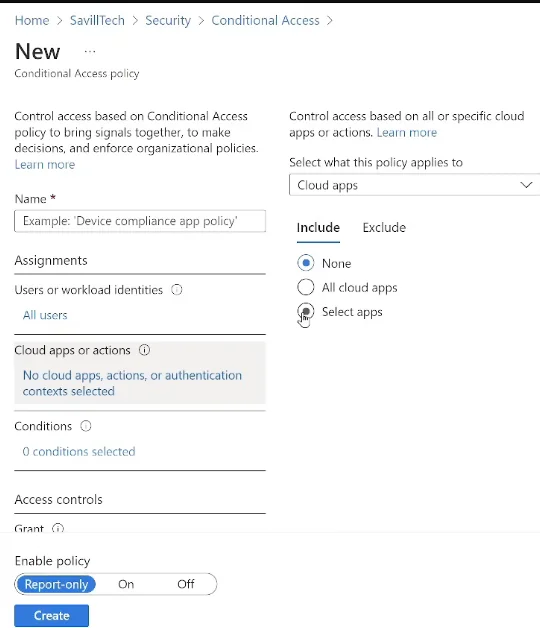 Home > SavillTech > Security > Conditional Access >
New ...
Conditional Access policy
Control access based on Conditional Access
policy to bring signals together, to make
decisions, and enforce organizational policies.
Learn more
Name *
Example: 'Device compliance app policy'
Assignments
Users or workload identities
All users
Cloud apps or actions
No cloud apps, actions, or authentication
contexts selected
Conditions
0 conditions selected
Access controls
Grant
Control access based on all or specific cloud
apps or actions. Learn more
Select what this policy applies to
Cloud apps
Include Exclude
None
All cloud apps
Select apps
Enable policy
Report-only On Off
Create